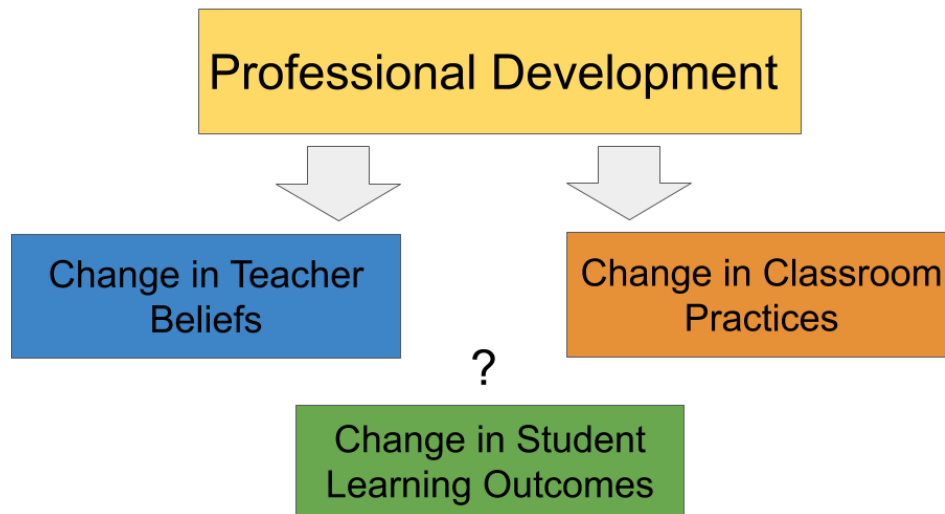 Professional Development
Change in Teacher
Beliefs
Change in Classroom
Practices
?
Change in Student
Learning Outcomes